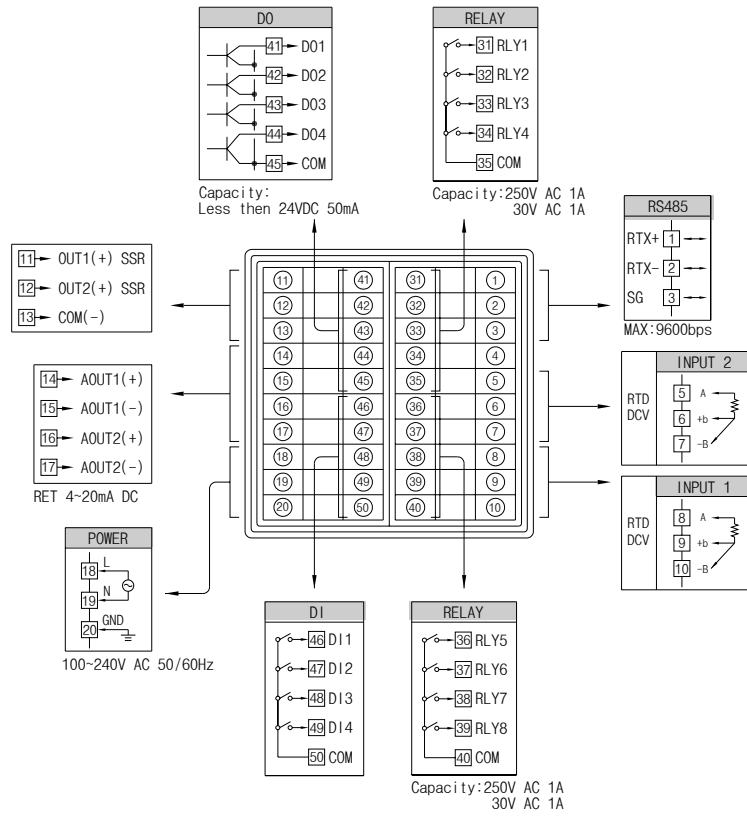 DO
41 DO1
42 DO2
43 DO3
44 DO4
45 COM
Capacity:
Less then 24VDC 50mA
RELAY
31 RLY1
32 RLY2
33 RLY3
34 RLY4
35 COM
Capacity:250V AC 1A
30V AC 1A
RS485
RTX+ 1
RTX- 2
SG 3
MAX:9600bps
11 OUT1(+) SSR
12 OUT2(+) SSR
13 COM(-)
14 AOUT1(+)
15 AOUT1(-)
16 AOUT2(+)
17 AOUT2(-)
RET 4~20mA DC
11 41 31 1
12 42 32 2
13 43 33 3
14 44 34 4
15 45 35 5
16 46 36 6
17 47 37 7
18 48 38 8
19 49 39 9
20 50 40 10
INPUT 2
RTD
DCV
5 A
6 +b
7 -B
INPUT 1
RTD
DCV
8 A
9 +b
10 -B
POWER
18 L
19 N
20 GND
100~240V AC 50/60Hz
DI
46 DI1
47 DI2
48 DI3
49 DI4
50 COM
RELAY
36 RLY5
37 RLY6
38 RLY7
39 RLY8
40 COM
Capacity:250V AC 1A
30V AC 1A